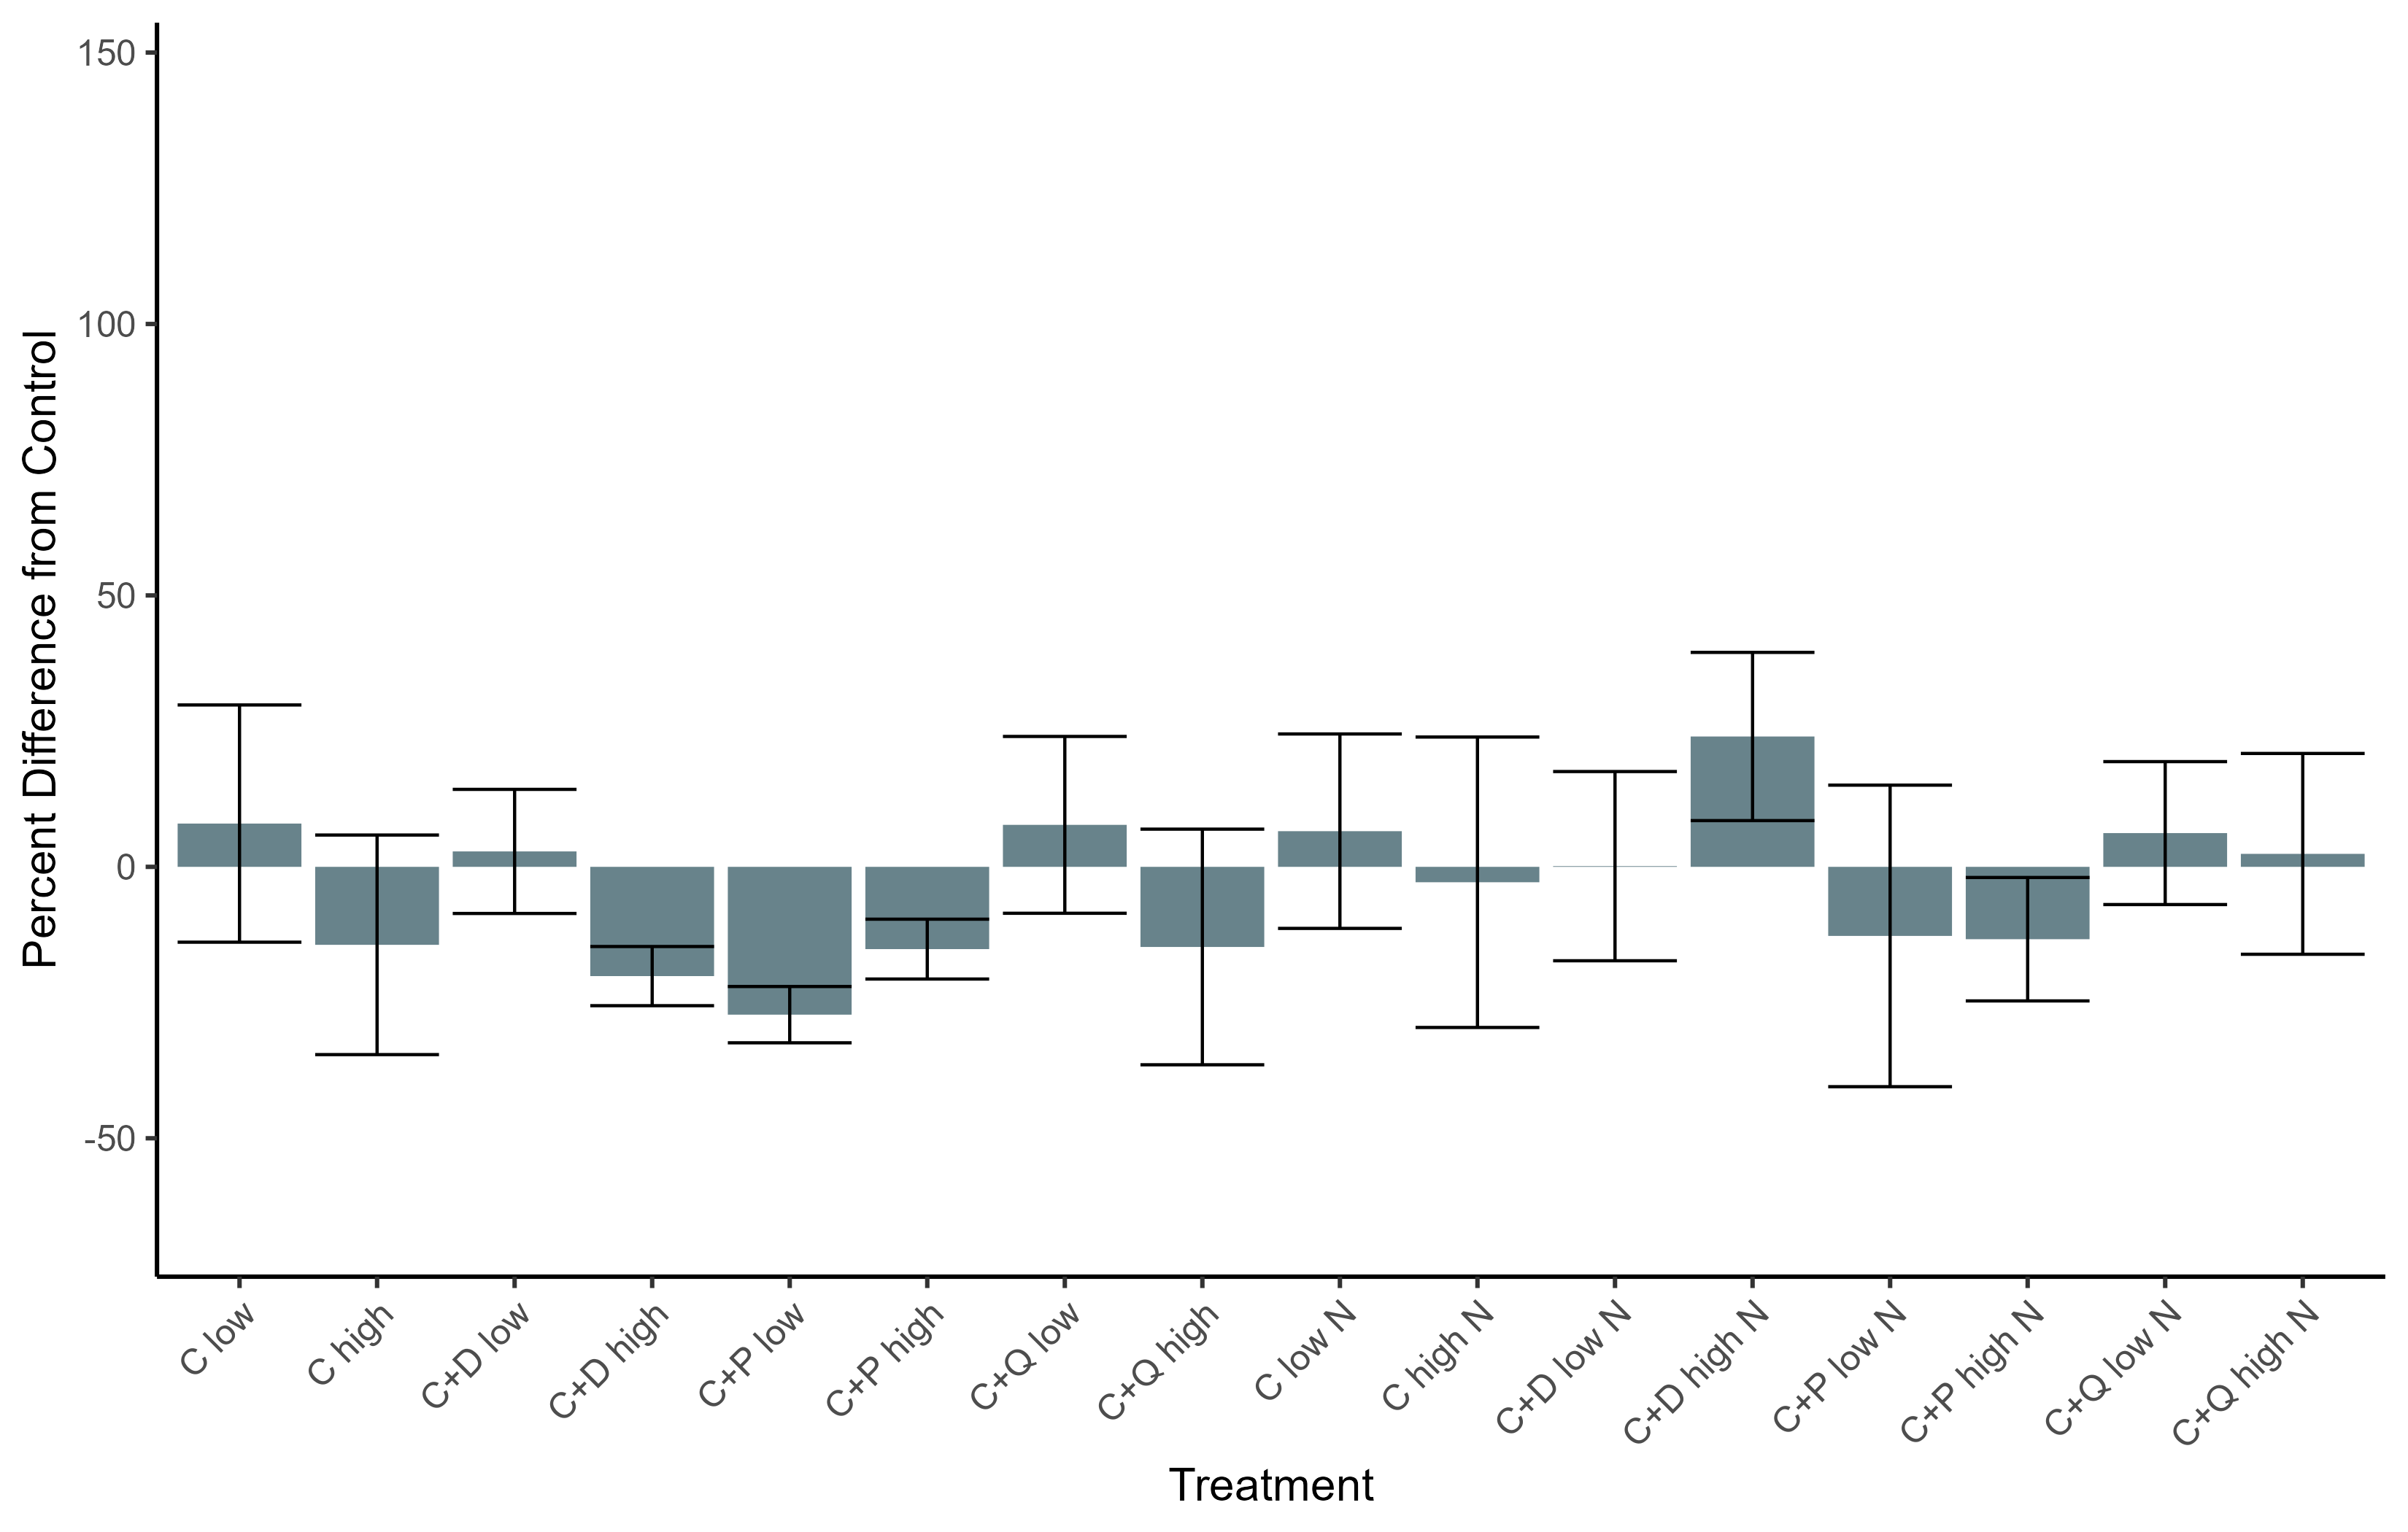 Percent Difference from Control
150
100
50
0
-50
C low
C high
C+D low
C+D high
C+P low
C+P high
C+Q low
C+Q high
C low N
C high N
C+D low N
C+D high N
C+P low N
C+P high N
C+Q low N
C+Q high N
Treatment